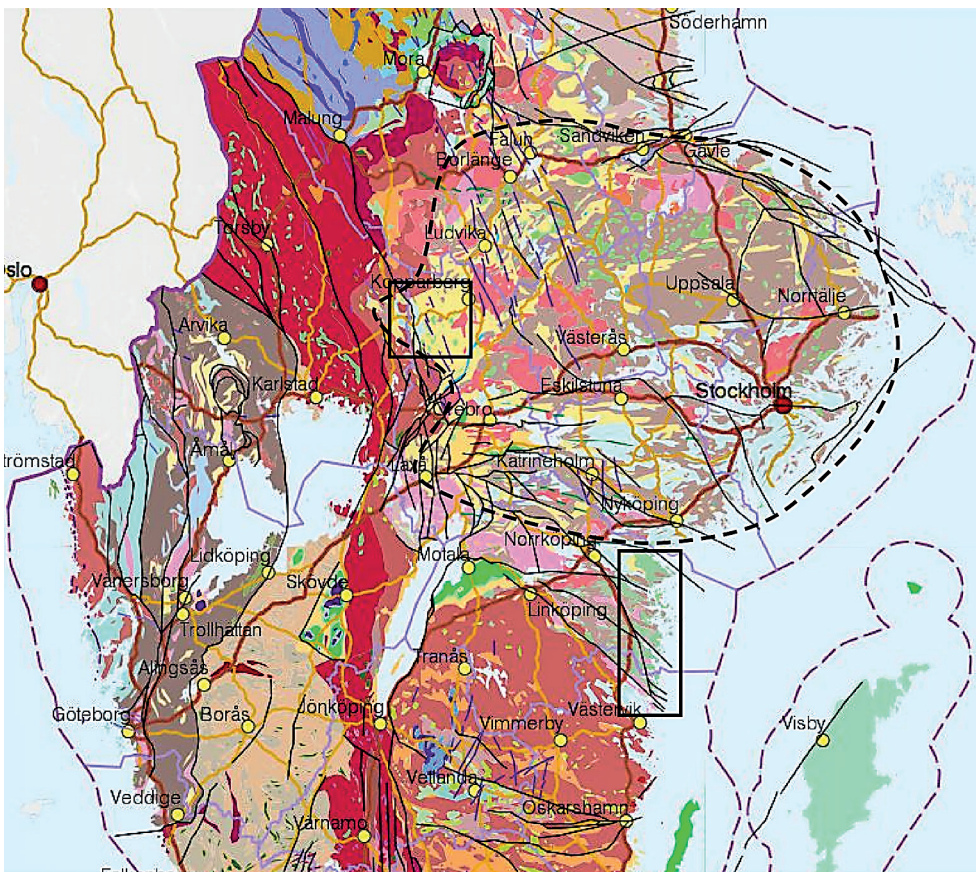 Söderhamn
Mora
Malung
Sandviken
Falun
Gävle
Borlänge
Torsby
Ludvika
Kopparberg
Uppsala
Norrtälje
Arvika
Västerås
Karlstad
Eskilstuna
Stockholm
Örebro
Åmål
trömstad
Laxå
Katrineholm
Nyköping
Norrköping
Motala
Lidköping
Vänersborg
Skövde
Linköping
Trollhättan
Alingsås
Tranås
Göteborg
Borås
Jönköping
Vimmerby
Västervik
Visby
Vetlanda
Veddige
Oskarshamn
Värnamo